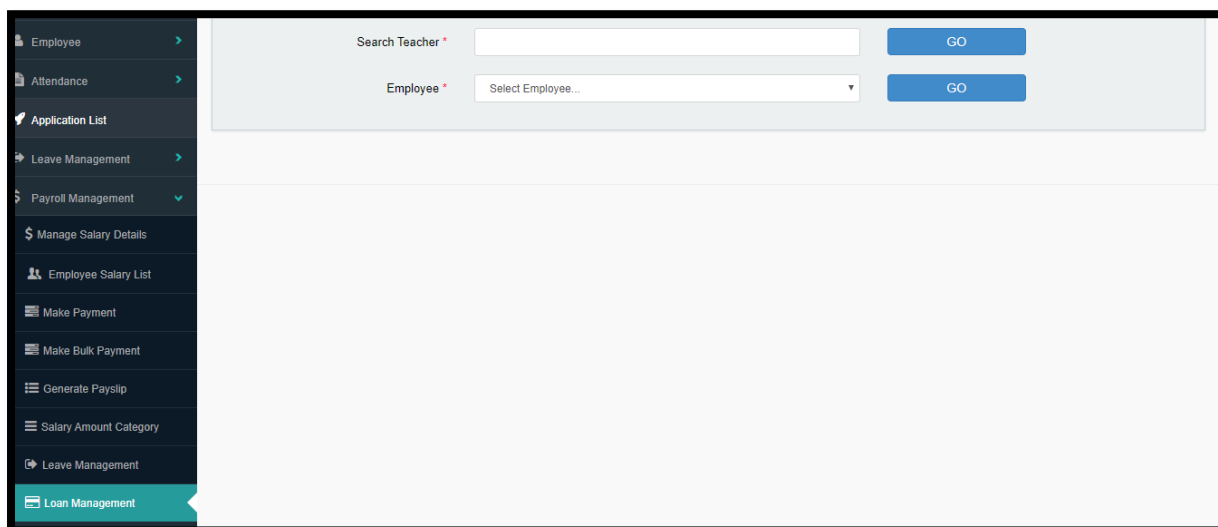 Employee
Attendance
Application List
Leave Management
Payroll Management
$ Manage Salary Details
Employee Salary List
Make Payment
Make Bulk Payment
Generate Payslip
Salary Amount Category
Leave Management
Loan Management
Search Teacher *
GO
Employee *
Select Employee...
GO